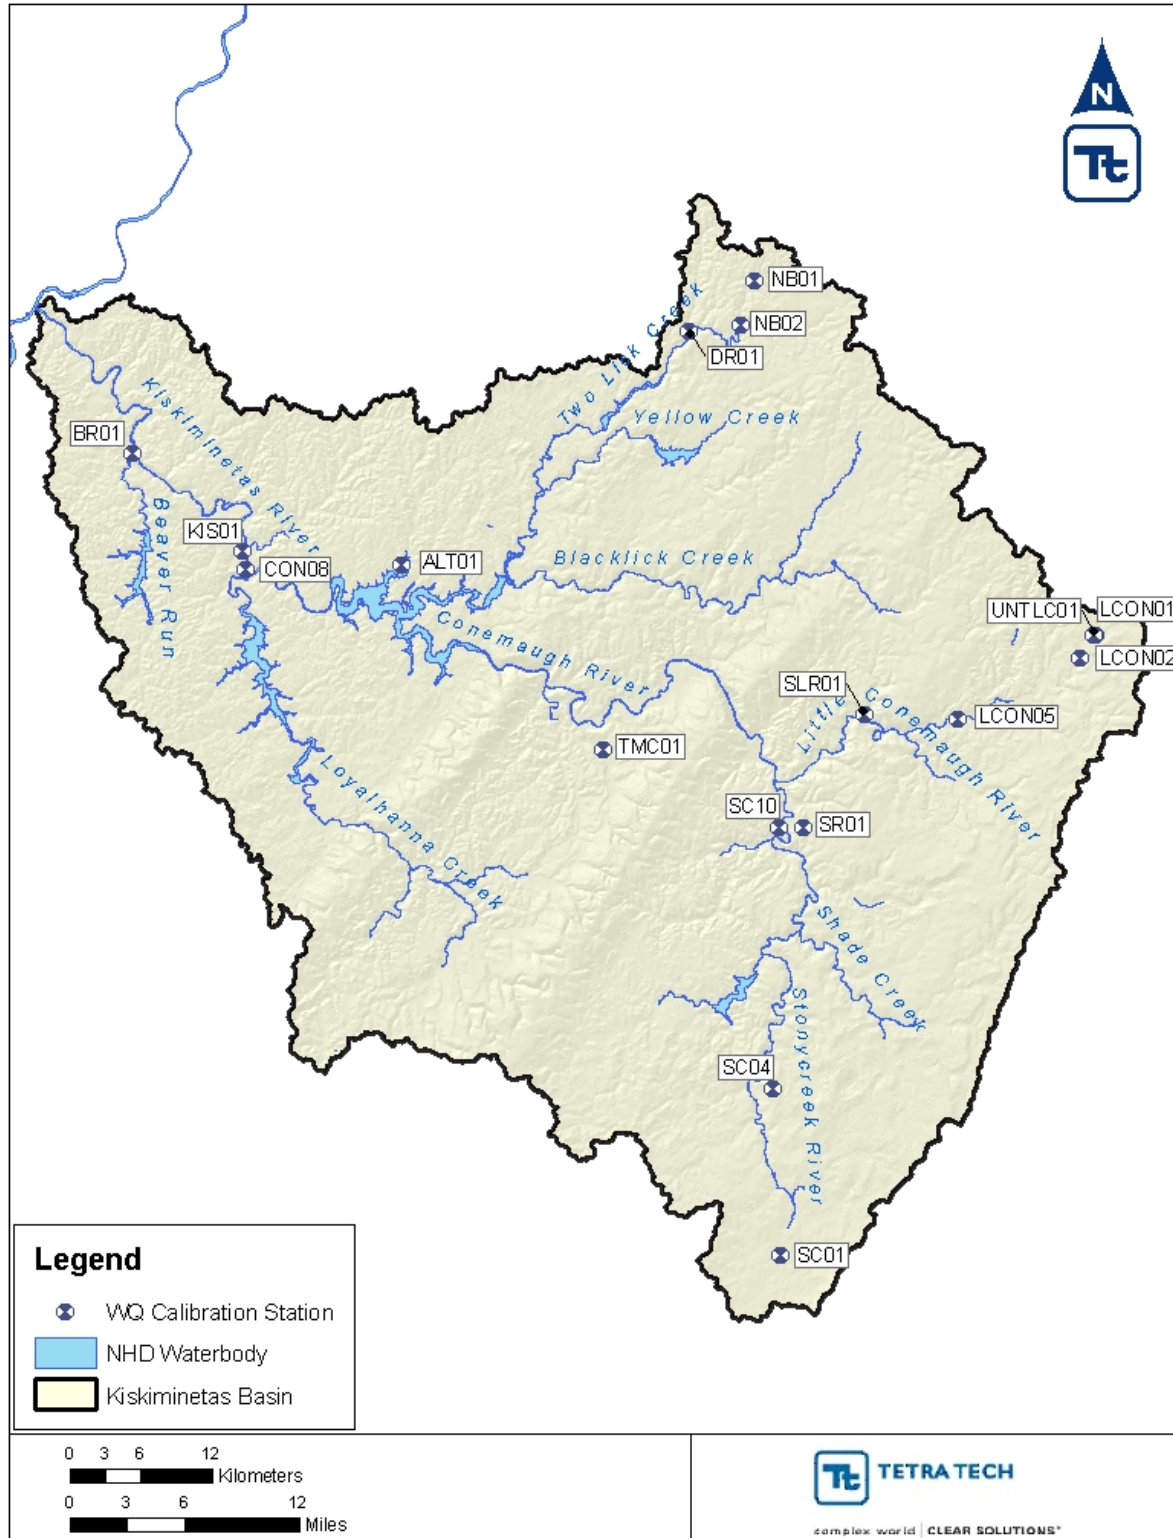 N
Tt
NB01
NB02
DR01
Two Lick Creek
Yellow Creek
Kiskiminetas River
BR01
Beaver Run
KIS01
CON08
ALT01
Blacklick Creek
Conemaugh River
UNTLC01
LCON01
LCON02
SLR01
Little Conemaugh River
LCON05
TMC01
SC10
SR01
Loyalhanna Creek
Shade Creek
Stonycreek River
SC04
SC01
Legend
WQ Calibration Station
NHD Waterbody
Kiskiminetas Basin
0 3 6 12
Kilometers
0 3 6 12
Miles
Tt TETRA TECH
complex world | CLEAR SOLUTIONS™